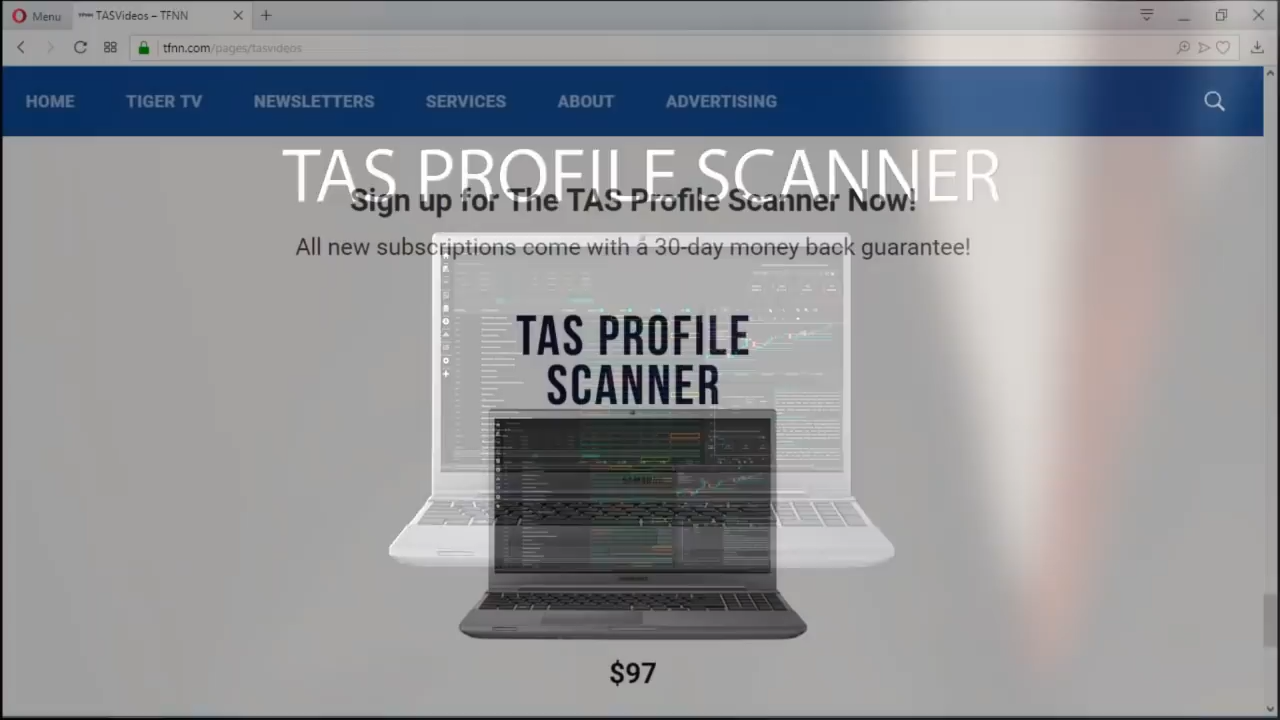 Menu
TASVideos – TFNN
tfnn.com/pages/tasvideos
HOME
TIGER TV
NEWSLETTERS
SERVICES
ABOUT
ADVERTISING
TAS PROFILE SCANNER
Sign up for The TAS Profile Scanner Now!
All new subscriptions come with a 30-day money back guarantee!
TAS PROFILE
SCANNER
$97